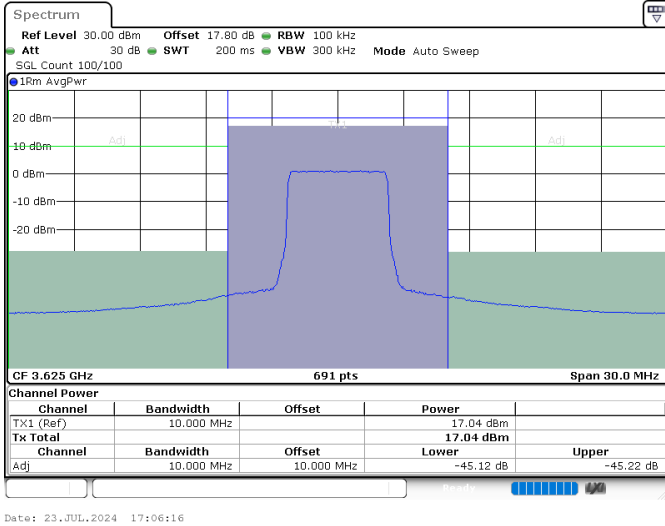 Spectrum
Ref Level 30.00 dBm Offset 17.80 dB RBW 100 kHz
Att 30 dB SWT 200 ms VBW 300 kHz Mode Auto Sweep
SGL Count 100/100
1Rm AvgPwr
20 dBm
TX1
Adj Adj
10 dBm
0 dBm
-10 dBm
-20 dBm
CF 3.625 GHz 691 pts Span 30.0 MHz
Channel Power
Channel Bandwidth Offset Power
TX1 (Ref) 10.000 MHz 17.04 dBm
Tx Total 17.04 dBm
Channel Bandwidth Offset Lower Upper
Adj 10.000 MHz 10.000 MHz -45.12 dB -45.22 dB
Ready
Date: 23.JUL.2024 17:06:16